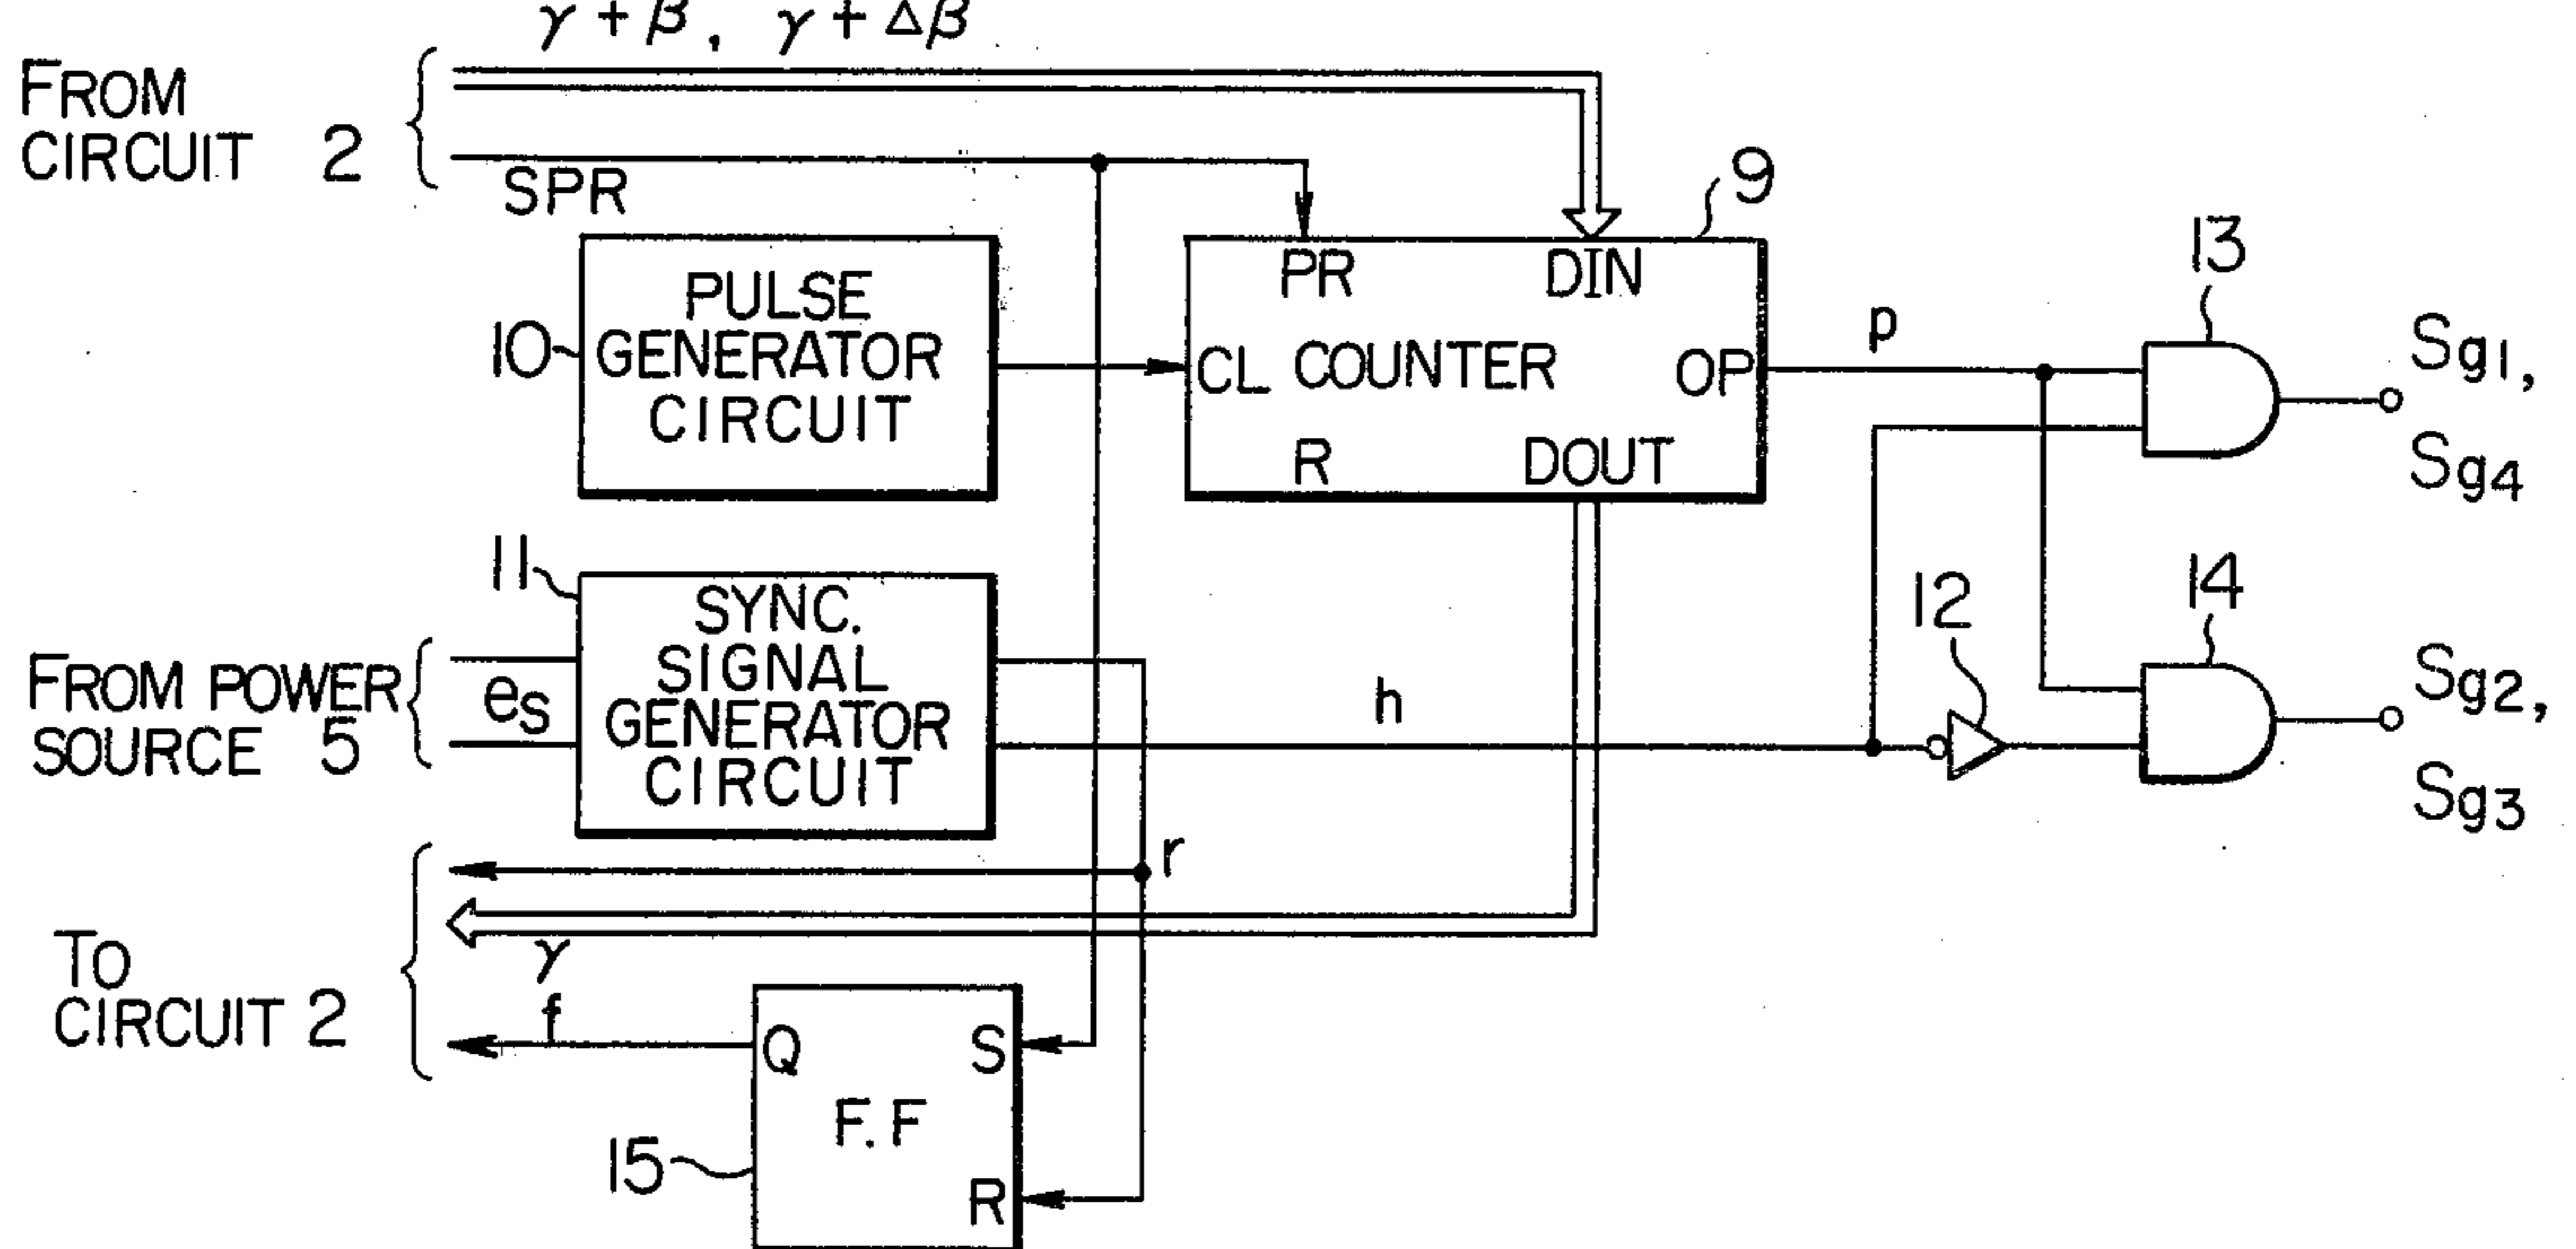 γ + β, γ + Δβ
FROM
CIRCUIT 2
SPR
9
PR DIN
CL COUNTER OP
R DOUT
10
PULSE
GENERATOR
CIRCUIT
p
13
Sg1,
Sg4
11
SYNC.
SIGNAL
GENERATOR
CIRCUIT
FROM POWER
SOURCE 5
es
h
12
14
Sg2,
Sg3
r
TO
CIRCUIT 2
γ
f
Q S
F.F
R
15